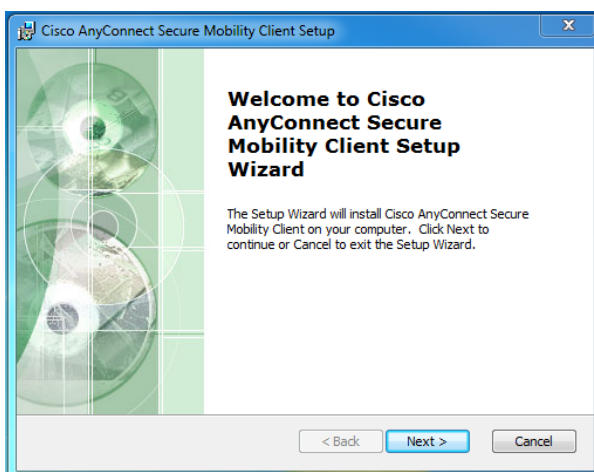 Cisco AnyConnect Secure Mobility Client Setup
Welcome to Cisco
AnyConnect Secure
Mobility Client Setup
Wizard
The Setup Wizard will install Cisco AnyConnect Secure
Mobility Client on your computer. Click Next to
continue or Cancel to exit the Setup Wizard.
< Back Next > Cancel